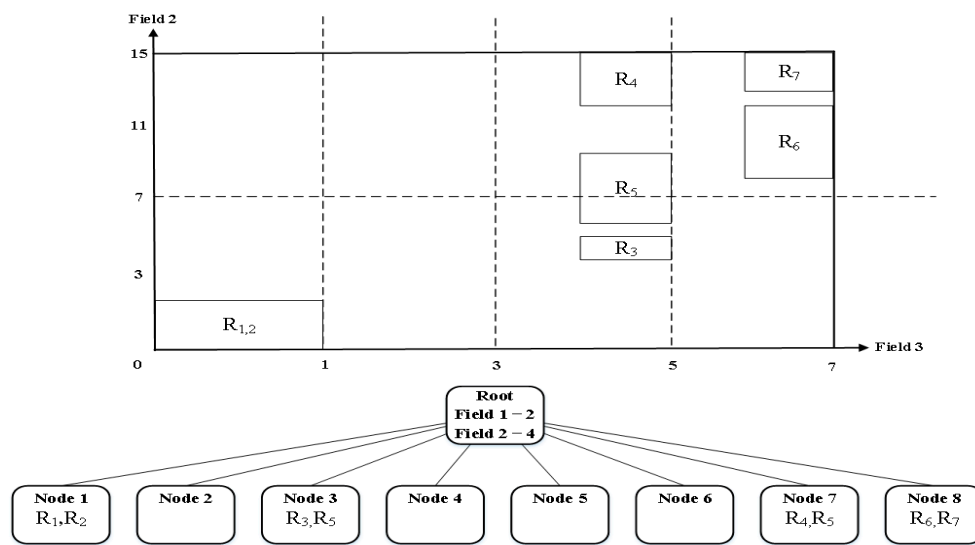 Field 2
15
R4
R7
11
R6
7
R5
R3
3
R1,2
0
1
3
5
7
Field 3
Root
Field 1 – 2
Field 2 – 4
Node 1
R1,R2
Node 2
Node 3
R3,R5
Node 4
Node 5
Node 6
Node 7
R4,R5
Node 8
R6,R7